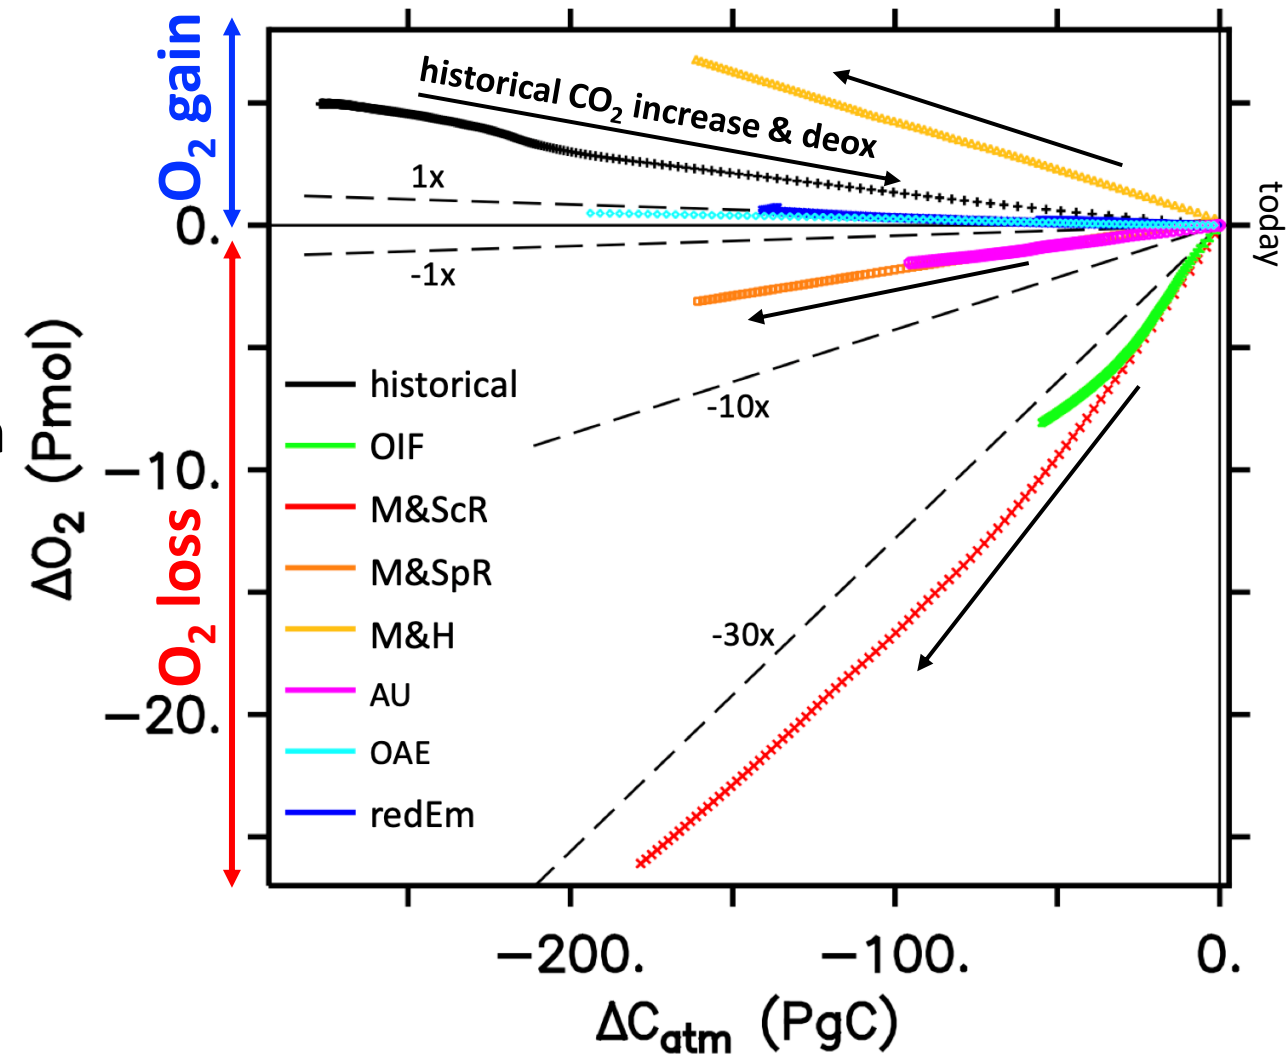 O₂ gain
O₂ loss
ΔO₂ (Pmol)
0.
−10.
−20.
historical CO₂ increase & deox
1x
-1x
-10x
-30x
today
historical
OIF
M&ScR
M&SpR
M&H
AU
OAE
redEm
−200.
−100.
0.
ΔCₐₜₘ (PgC)